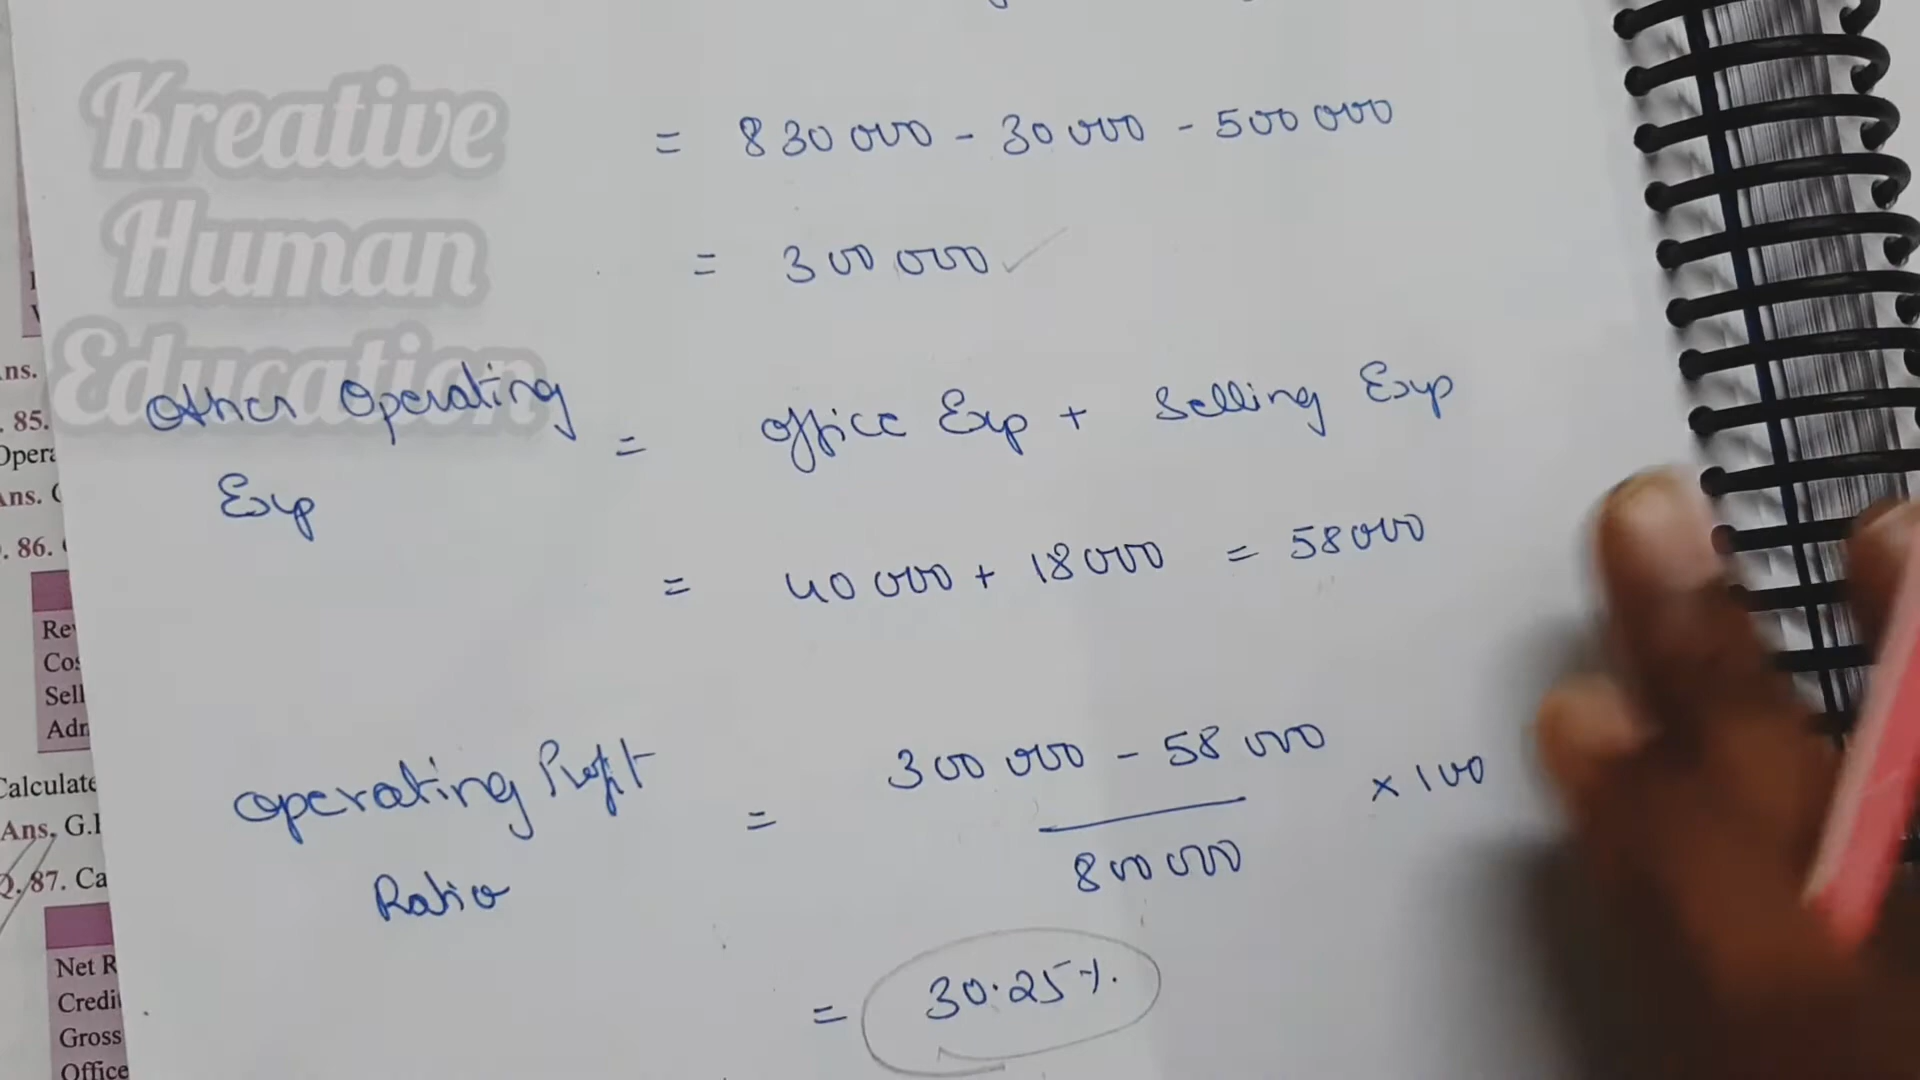 Kreative
Human
Education
= 830000 - 30000 - 500000
= 300000 ✓
Other Operating Exp = Office Exp + Selling Exp
= 40000 + 18000 = 58000
Operating Profit Ratio = 300000 - 58000 / 800000 × 100
= 30.25%
ns.
. 85.
Opera
Ans. G
. 86.
Re
Cos
Sell
Adr
Calculate
Ans. G.
Q. 87. Ca
Net R
Credi
Gross
Office